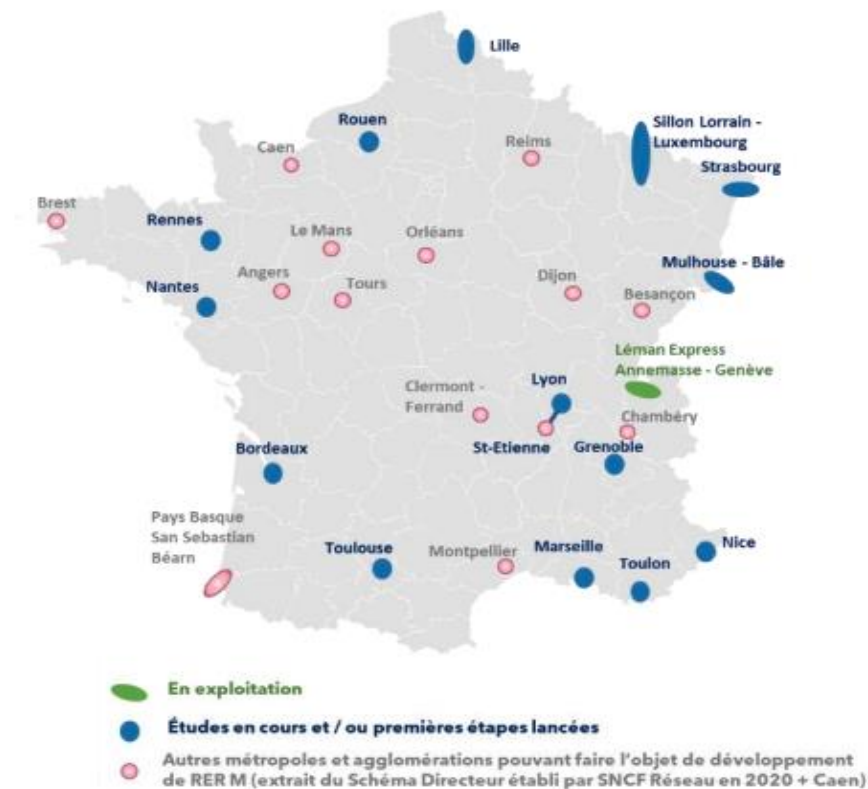 Lille
Rouen
Sillon Lorrain -
Luxembourg
Caen
Reims
Strasbourg
Brest
Rennes
Le Mans
Orléans
Mulhouse - Bâle
Nantes
Angers
Tours
Dijon
Besançon
Léman Express
Annemasse - Genève
Clermont -
Ferrand
Lyon
Chambéry
St-Etienne
Grenoble
Bordeaux
Pays Basque
San Sebastian
Béarn
Toulouse
Montpellier
Marseille
Toulon
Nice
En exploitation
Études en cours et / ou premières étapes lancées
Autres métropoles et agglomérations pouvant faire l'objet de développement
de RER M (extrait du Schéma Directeur établi par SNCF Réseau en 2020 + Caen)